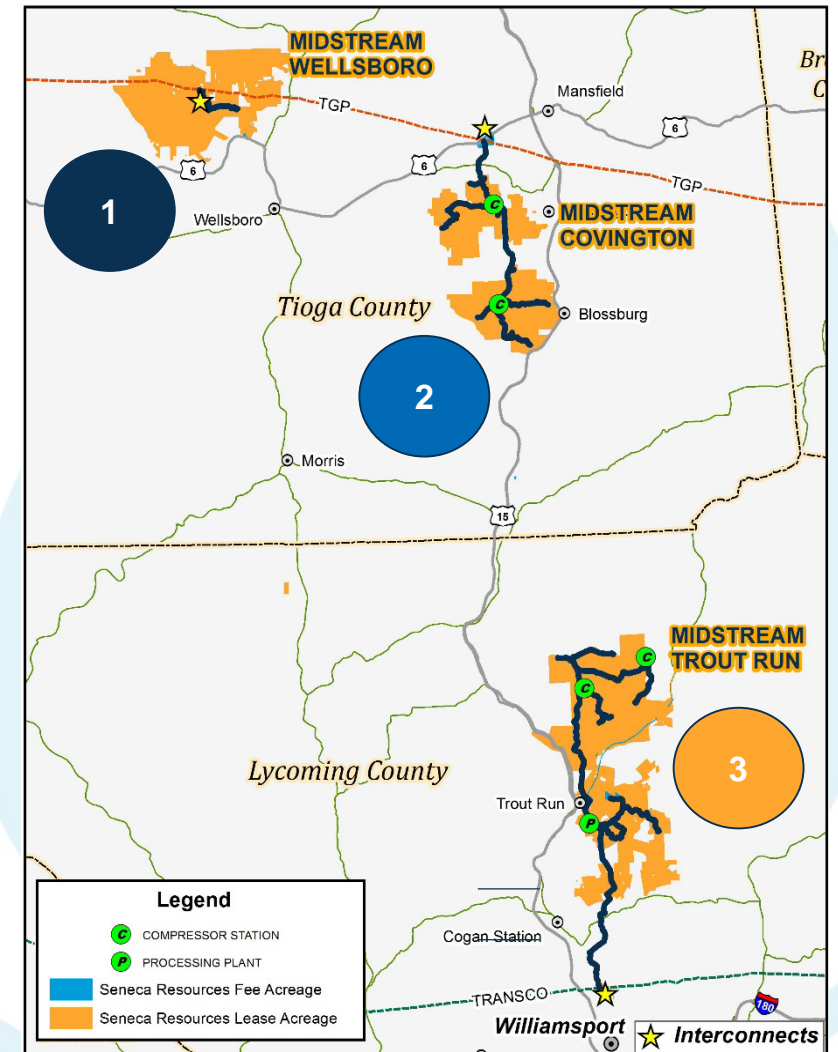 MIDSTREAM
WELLSBORO
Br
C
TGP
Mansfield
6
6
6
TGP
1
Wellsboro
MIDSTREAM
COVINGTON
C
Tioga County
C
Blossburg
2
Morris
15
MIDSTREAM
TROUT RUN
C
C
Lycoming County
3
Trout Run
P
Legend
C COMPRESSOR STATION
P PROCESSING PLANT
Seneca Resources Fee Acreage
Seneca Resources Lease Acreage
Cogan Station
TRANSCO
180
Williamsport
Interconnects